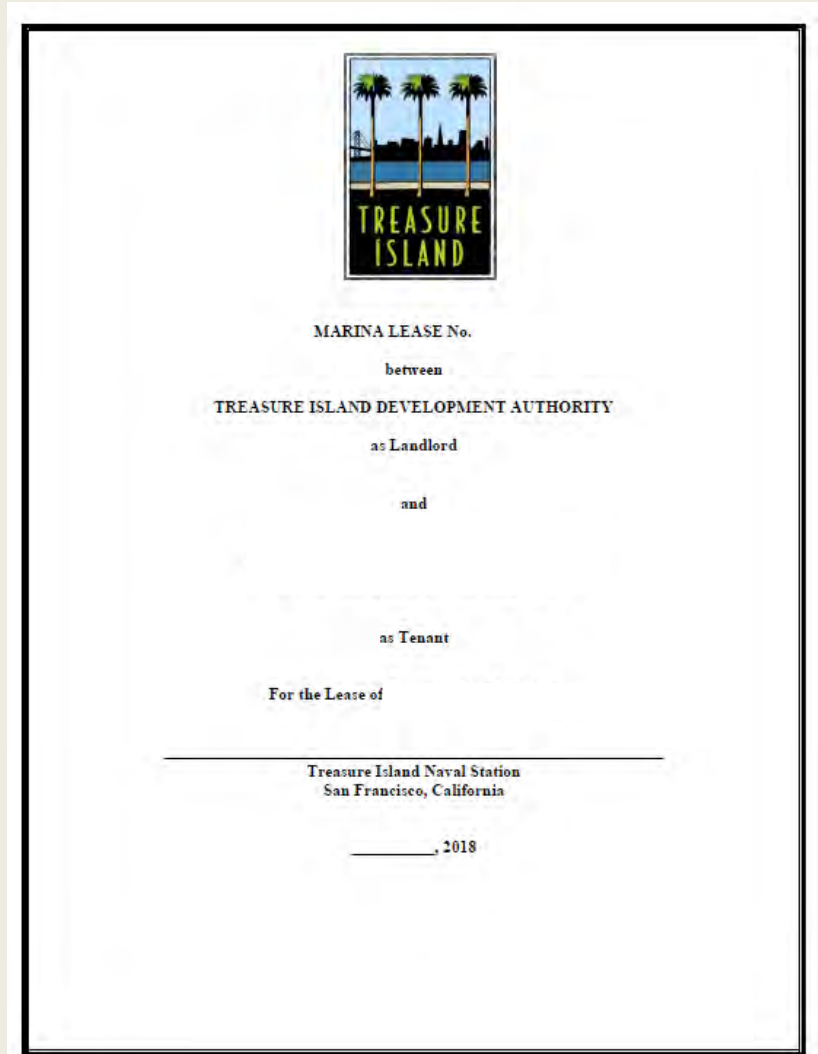 TREASURE
ISLAND
MARINA LEASE No.
between
TREASURE ISLAND DEVELOPMENT AUTHORITY
as Landlord
and
as Tenant
For the Lease of
Treasure Island Naval Station
San Francisco, California
__________, 2018